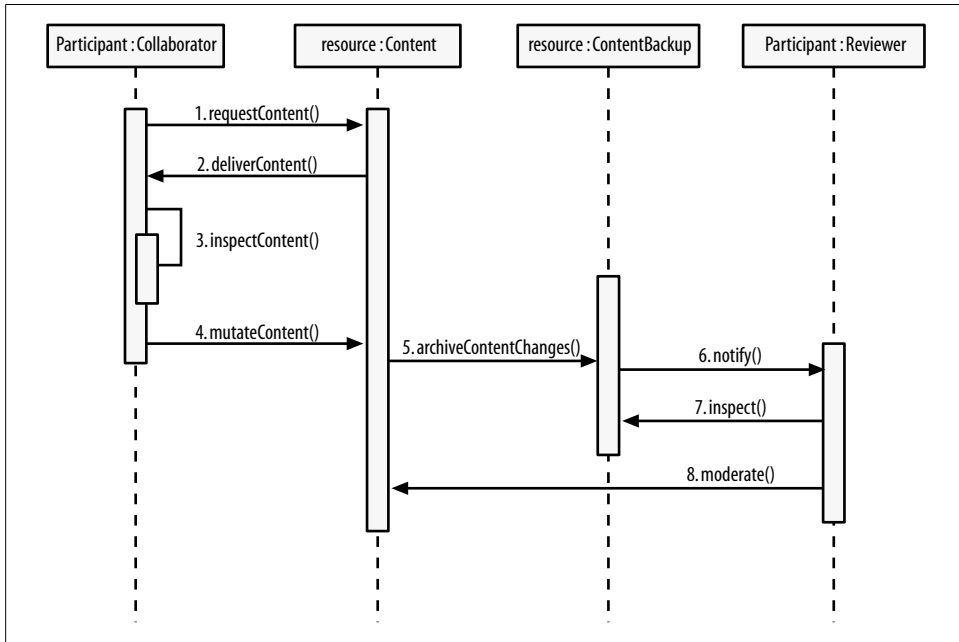 Participant : Collaborator
resource : Content
resource : ContentBackup
Participant : Reviewer
1. requestContent()
2. deliverContent()
3. inspectContent()
4. mutateContent()
5. archiveContentChanges()
6. notify()
7. inspect()
8. moderate()